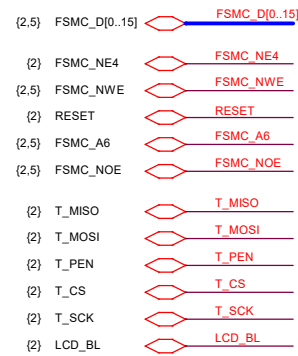 {2,5} FSMC_D[0..15] FSMC_D[0..15]
{2} FSMC_NE4 FSMC_NE4
{2,5} FSMC_NWE FSMC_NWE
{2} RESET RESET
{2,5} FSMC_A6 FSMC_A6
{2,5} FSMC_NOE FSMC_NOE
{2} T_MISO T_MISO
{2} T_MOSI T_MOSI
{2} T_PEN T_PEN
{2} T_CS T_CS
{2} T_SCK T_SCK
{2} LCD_BL LCD_BL